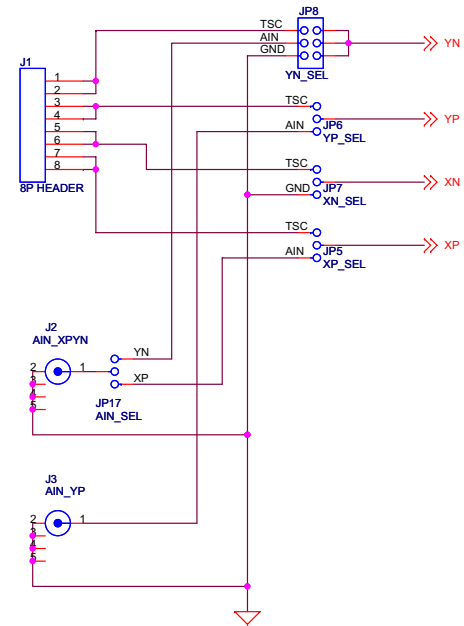 JP8
TSC
AIN
GND
YN
YN_SEL
J1
1
2
3
4
5
6
7
8
8P HEADER
TSC
YP
AIN
JP6
YP_SEL
TSC
XN
GND
JP7
XN_SEL
TSC
XP
AIN
JP5
XP_SEL
J2
AIN_XPYN
YN
2
1
3
4
5
XP
JP17
AIN_SEL
J3
AIN_YP
2
1
3
4
5